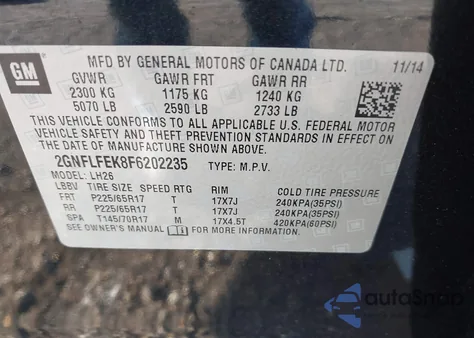 GM
MFD BY GENERAL MOTORS OF CANADA LTD. 11/14
GVWR GAWR FRT GAWR RR
2300 KG 1175 KG 1240 KG
5070 LB 2590 LB 2733 LB
THIS VEHICLE CONFORMS TO ALL APPLICABLE U.S. FEDERAL MOTOR
VEHICLE SAFETY AND THEFT PREVENTION STANDARDS IN EFFECT ON
THE DATE OF MANUFACTURE SHOWN ABOVE.
2GNFLFEK8F6202235 TYPE: M.P.V.
MODEL: LH26
LBBV TIRE SIZE SPEED RTG RIM COLD TIRE PRESSURE
FRT P225/65R17 T 17X7J 240KPA(35PSI)
RR P225/65R17 T 17X7J 240KPA(35PSI)
SPA T145/70R17 M 17X4.5T 420KPA(60PSI)
SEE OWNER'S MANUAL FOR MORE INFORMATION.
autoSnap